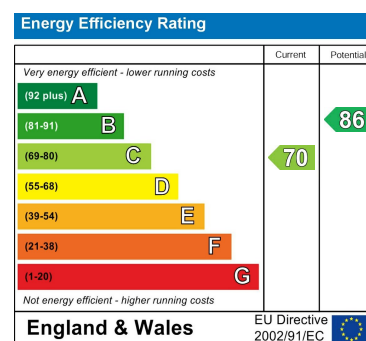 Energy Efficiency Rating
Current Potential
Very energy efficient - lower running costs
(92 plus) A
(81-91) B 86
(69-80) C 70
(55-68) D
(39-54) E
(21-38) F
(1-20) G
Not energy efficient - higher running costs
England & Wales
EU Directive
2002/91/EC